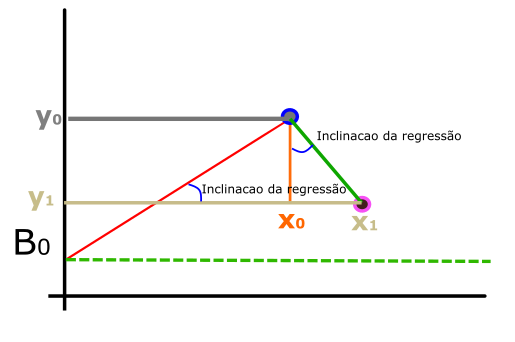 y₀
Inclinacao da regressão
Inclinacao da regressão
y₁
x₀
x₁
B₀